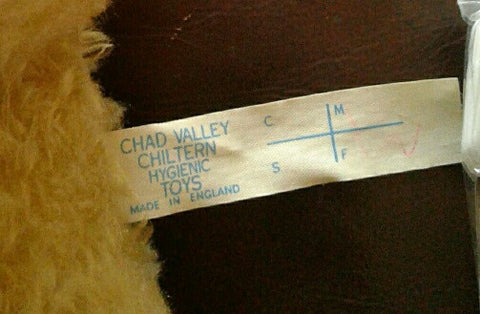 CHAD VALLEY
CHILTERN
HYGIENIC
TOYS
MADE IN ENGLAND
C M
S F